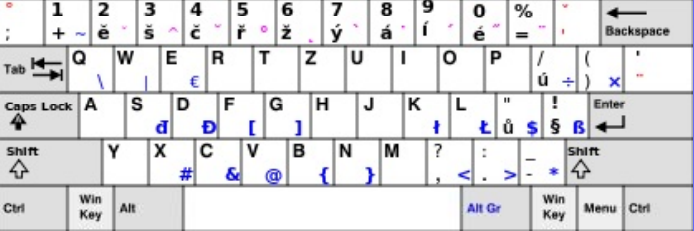 ° 1 2 3 4 5 6 7 8 9 0 % ˇ Backspace
; + ~ ě ˇ š ^ č ˘ ř ° ž ˛ ý ` á ˙ í ´ é ˝ = ¨ ´ ¸
Tab Q W E R T Z U I O P / ( '
\ | € ú ÷ ) × ¨
Caps Lock A S D F G H J K L " ! Enter
đ Đ [ ] ł Ł ů $ § ß
Shift Y X C V B N M ? : _ Shift
# & @ { } , < . > - *
Ctrl Win Key Alt Alt Gr Win Key Menu Ctrl